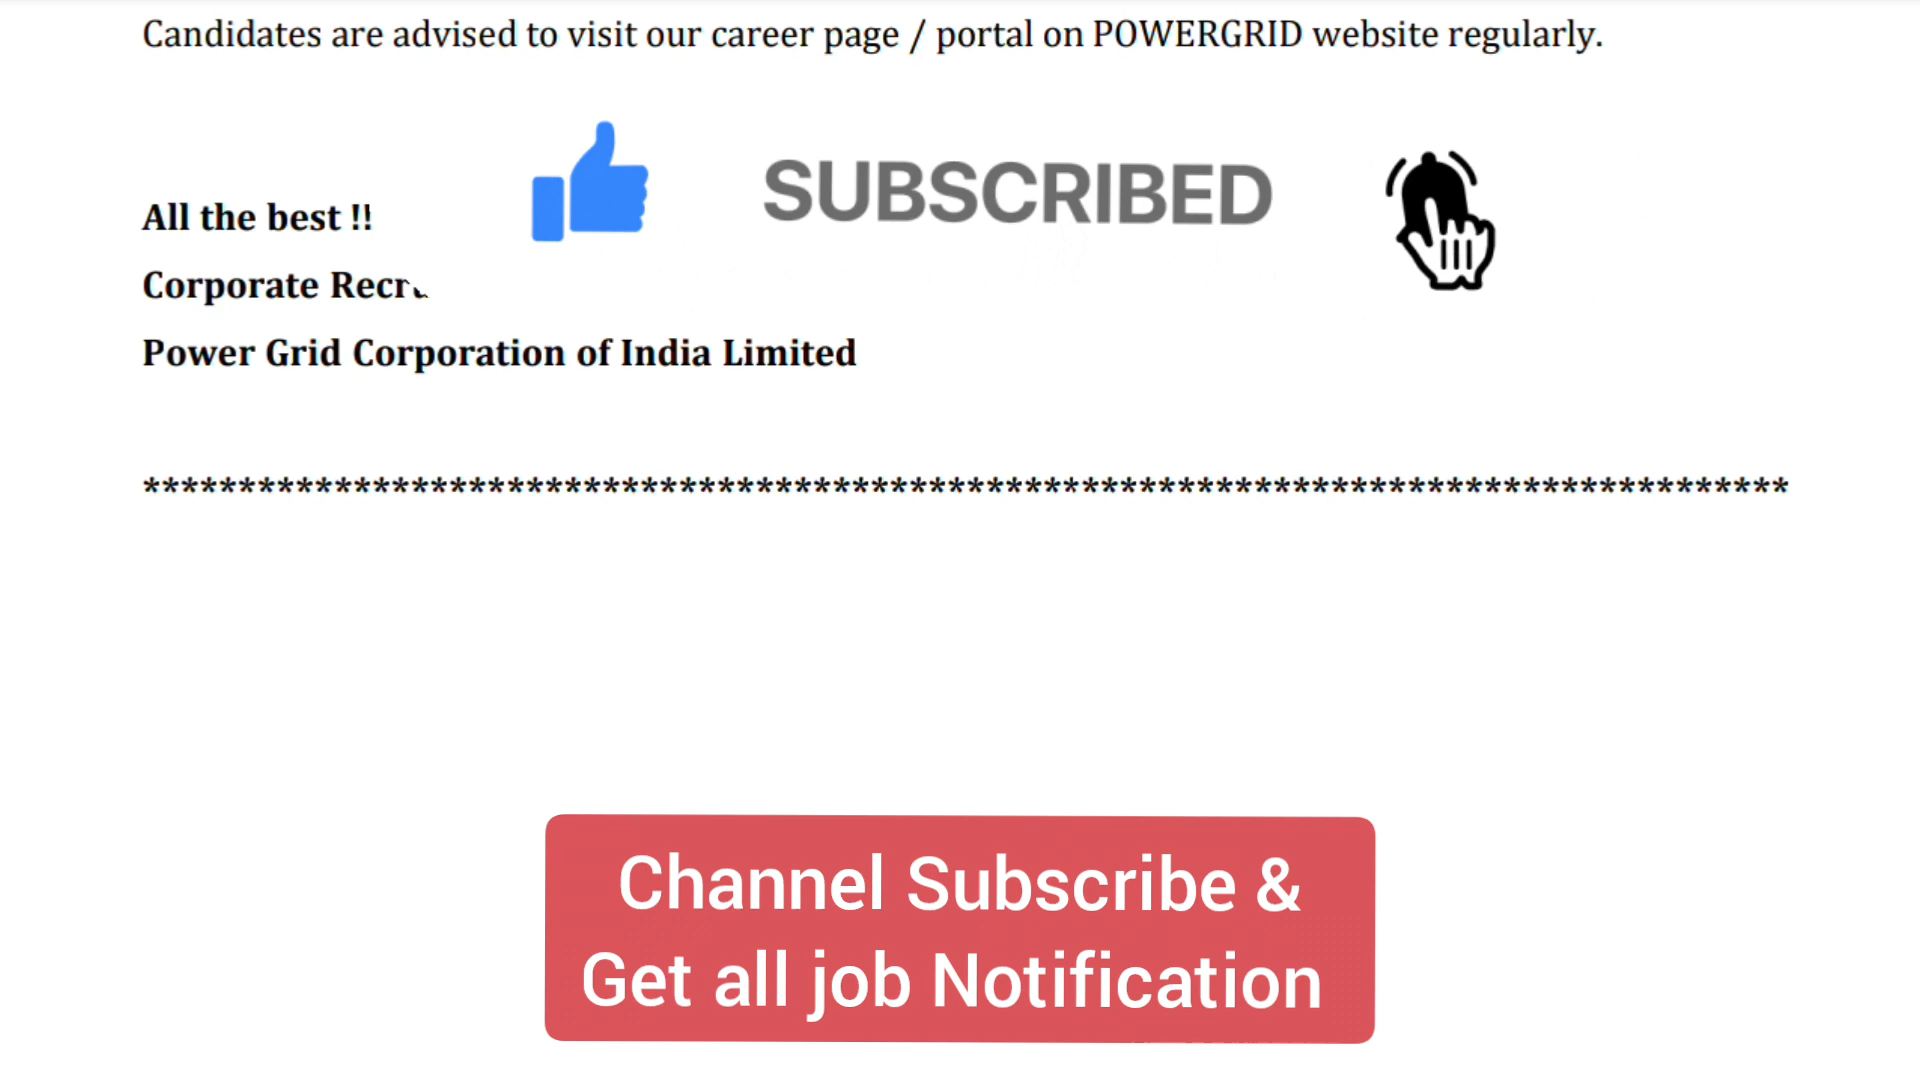 Candidates are advised to visit our career page / portal on POWERGRID website regularly.
SUBSCRIBED
All the best !!
Corporate
Power Grid Corporation of India Limited
**************************************************************************************
Channel Subscribe &
Get all job Notification